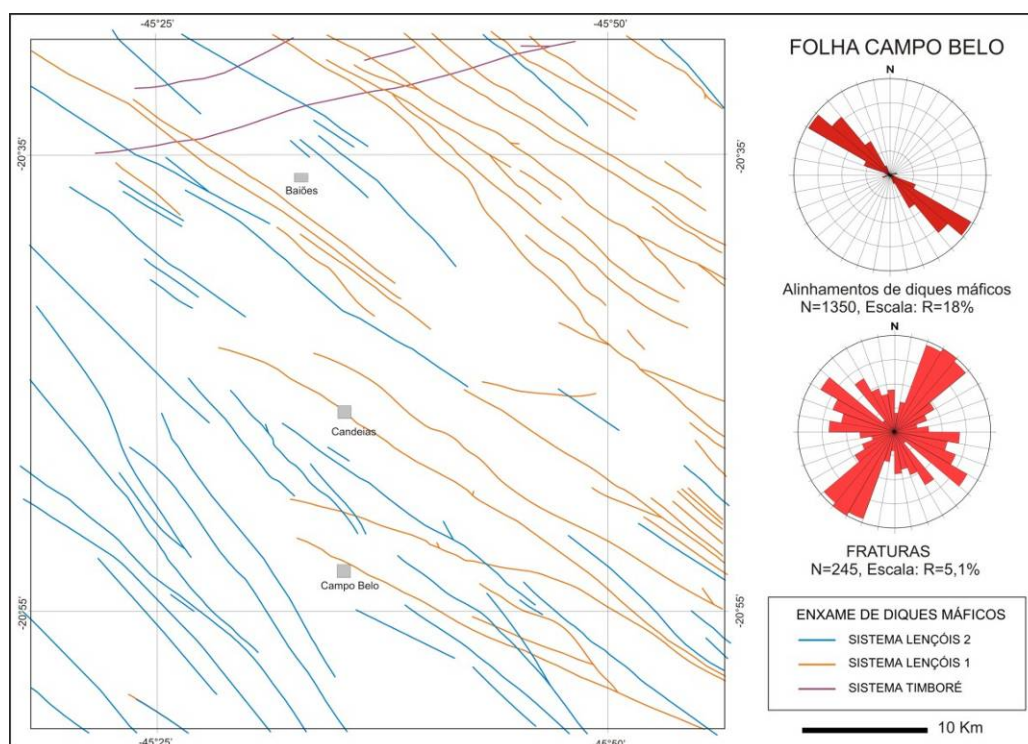 -45°25'
-45°50'
FOLHA CAMPO BELO
N
-20°35'
-20°35'
Baiões
Alinhamentos de diques máficos
N=1350, Escala: R=18%
N
Candeias
FRATURAS
N=245, Escala: R=5,1%
Campo Belo
-20°55'
-20°55'
ENXAME DE DIQUES MÁFICOS
SISTEMA LENÇÓIS 2
SISTEMA LENÇÓIS 1
SISTEMA TIMBORÉ
10 Km
-45°25'
-45°50'